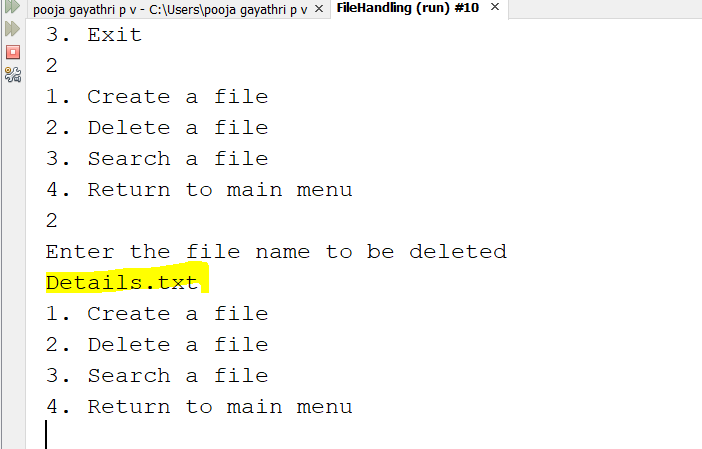 pooja gayathri p v - C:\Users\pooja gayathri p v × FileHandling (run) #10 ×
3. Exit
2
1. Create a file
2. Delete a file
3. Search a file
4. Return to main menu
2
Enter the file name to be deleted
Details.txt
1. Create a file
2. Delete a file
3. Search a file
4. Return to main menu